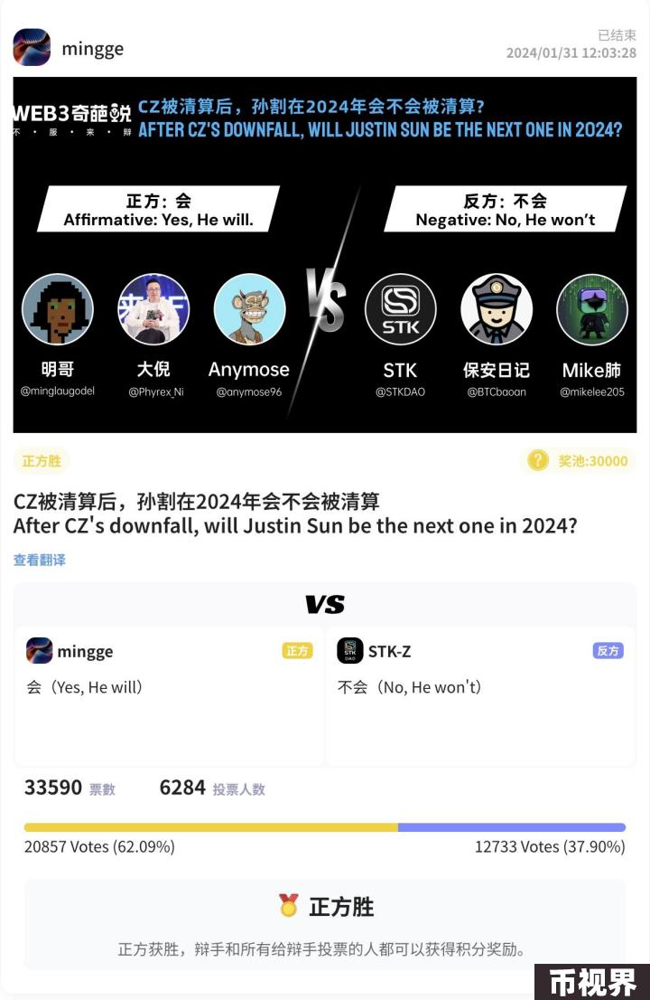 mingge
已结束
2024/01/31 12:03:28
WEB3奇葩说
不·服·来·辩
CZ被清算后，孙割在2024年会不会被清算?
AFTER CZ'S DOWNFALL, WILL JUSTIN SUN BE THE NEXT ONE IN 2024?
正方：会
Affirmative: Yes, He will.
反方：不会
Negative: No, He won't
VS
STK
明哥
@minglaugodel
大倪
@Phyrex_Ni
Anymose
@anymose96
STK
@STKDAO
保安日记
@BTCbaoan
Mike肺
@mikelee205
正方胜
? 奖池:30000
CZ被清算后，孙割在2024年会不会被清算
After CZ's downfall, will Justin Sun be the next one in 2024?
查看翻译
VS
mingge
正方
会（Yes, He will）
STK-Z
反方
不会（No, He won't）
33590 票數
6284 投票人数
20857 Votes (62.09%)
12733 Votes (37.90%)
正方胜
正方获胜，辩手和所有给辩手投票的人都可以获得积分奖励。
币视界